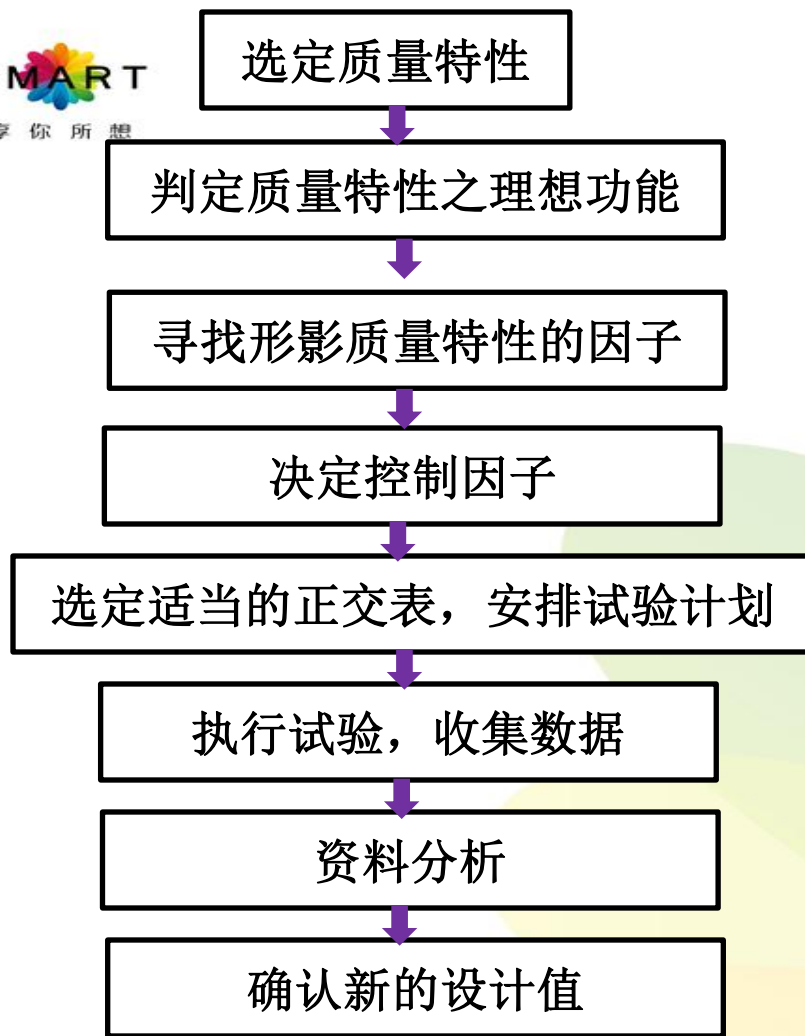 选定质量特性
MART
享你所想
判定质量特性之理想功能
寻找形影质量特性的因子
决定控制因子
选定适当的正交表，安排试验计划
执行试验，收集数据
资料分析
确认新的设计值